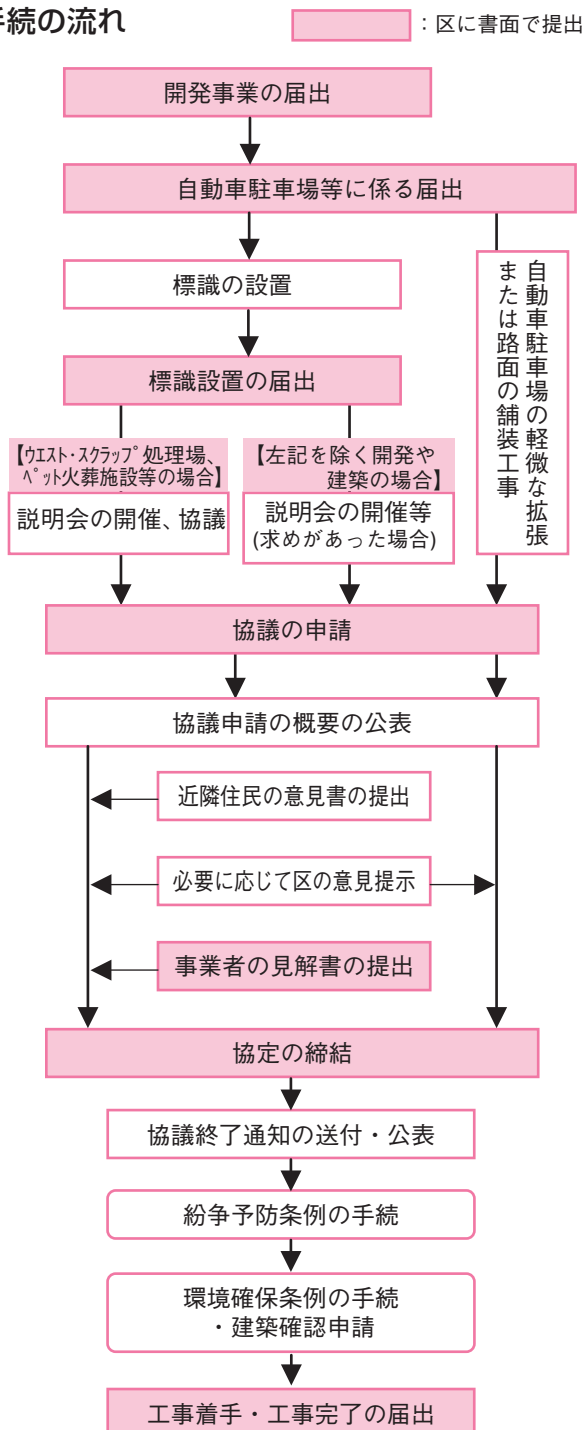 手続の流れ
：区に書面で提出
開発事業の届出
自動車駐車場等に係る届出
標識の設置
自動車駐車場の軽微な拡張
または路面の舗装工事
標識設置の届出
【ウエスト・スクラップ処理場、
ペット火葬施設等の場合】
説明会の開催、協議
【左記を除く開発や
建築の場合】
説明会の開催等
(求めがあった場合)
協議の申請
協議申請の概要の公表
近隣住民の意見書の提出
必要に応じて区の意見提示
事業者の見解書の提出
協定の締結
協議終了通知の送付・公表
紛争予防条例の手続
環境確保条例の手続
・建築確認申請
工事着手・工事完了の届出